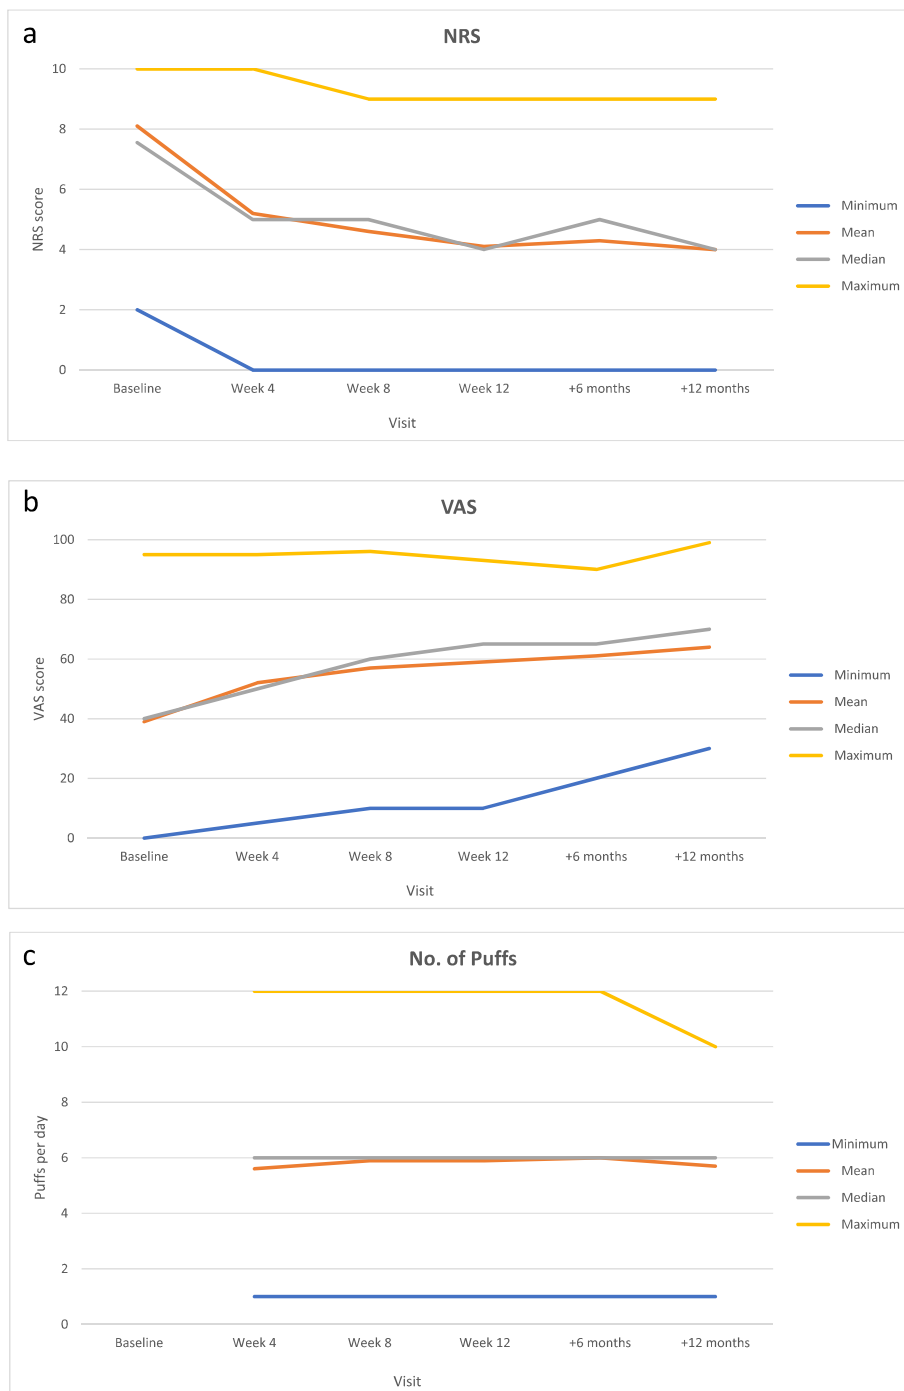 a
NRS
10
8
6
4
2
0
NRS score
Baseline Week 4 Week 8 Week 12 +6 months +12 months
Visit
Minimum
Mean
Median
Maximum
b
VAS
100
80
60
40
20
0
VAS score
Baseline Week 4 Week 8 Week 12 +6 months +12 months
Visit
Minimum
Mean
Median
Maximum
c
No. of Puffs
12
10
8
6
4
2
0
Puffs per day
Baseline Week 4 Week 8 Week 12 +6 months +12 months
Visit
Minimum
Mean
Median
Maximum